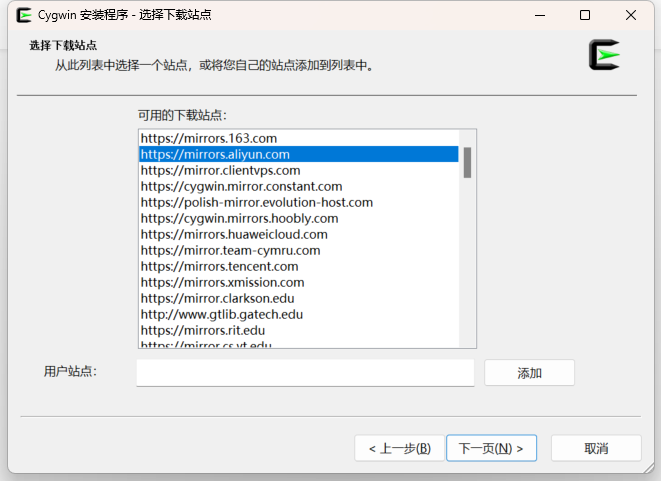 Cygwin 安装程序 - 选择下载站点
选择下载站点
从此列表中选择一个站点，或将您自己的站点添加到列表中。
可用的下载站点:
https://mirrors.163.com
https://mirrors.aliyun.com
https://mirror.clientvps.com
https://cygwin.mirror.constant.com
https://polish-mirror.evolution-host.com
https://cygwin.mirrors.hoobly.com
https://mirrors.huaweicloud.com
https://mirror.team-cymru.com
https://mirrors.tencent.com
https://mirrors.xmission.com
https://mirror.clarkson.edu
http://www.gtlib.gatech.edu
https://mirrors.rit.edu
https://mirror.cs.vt.edu
用户站点:
添加
< 上一步(B)
下一页(N) >
取消